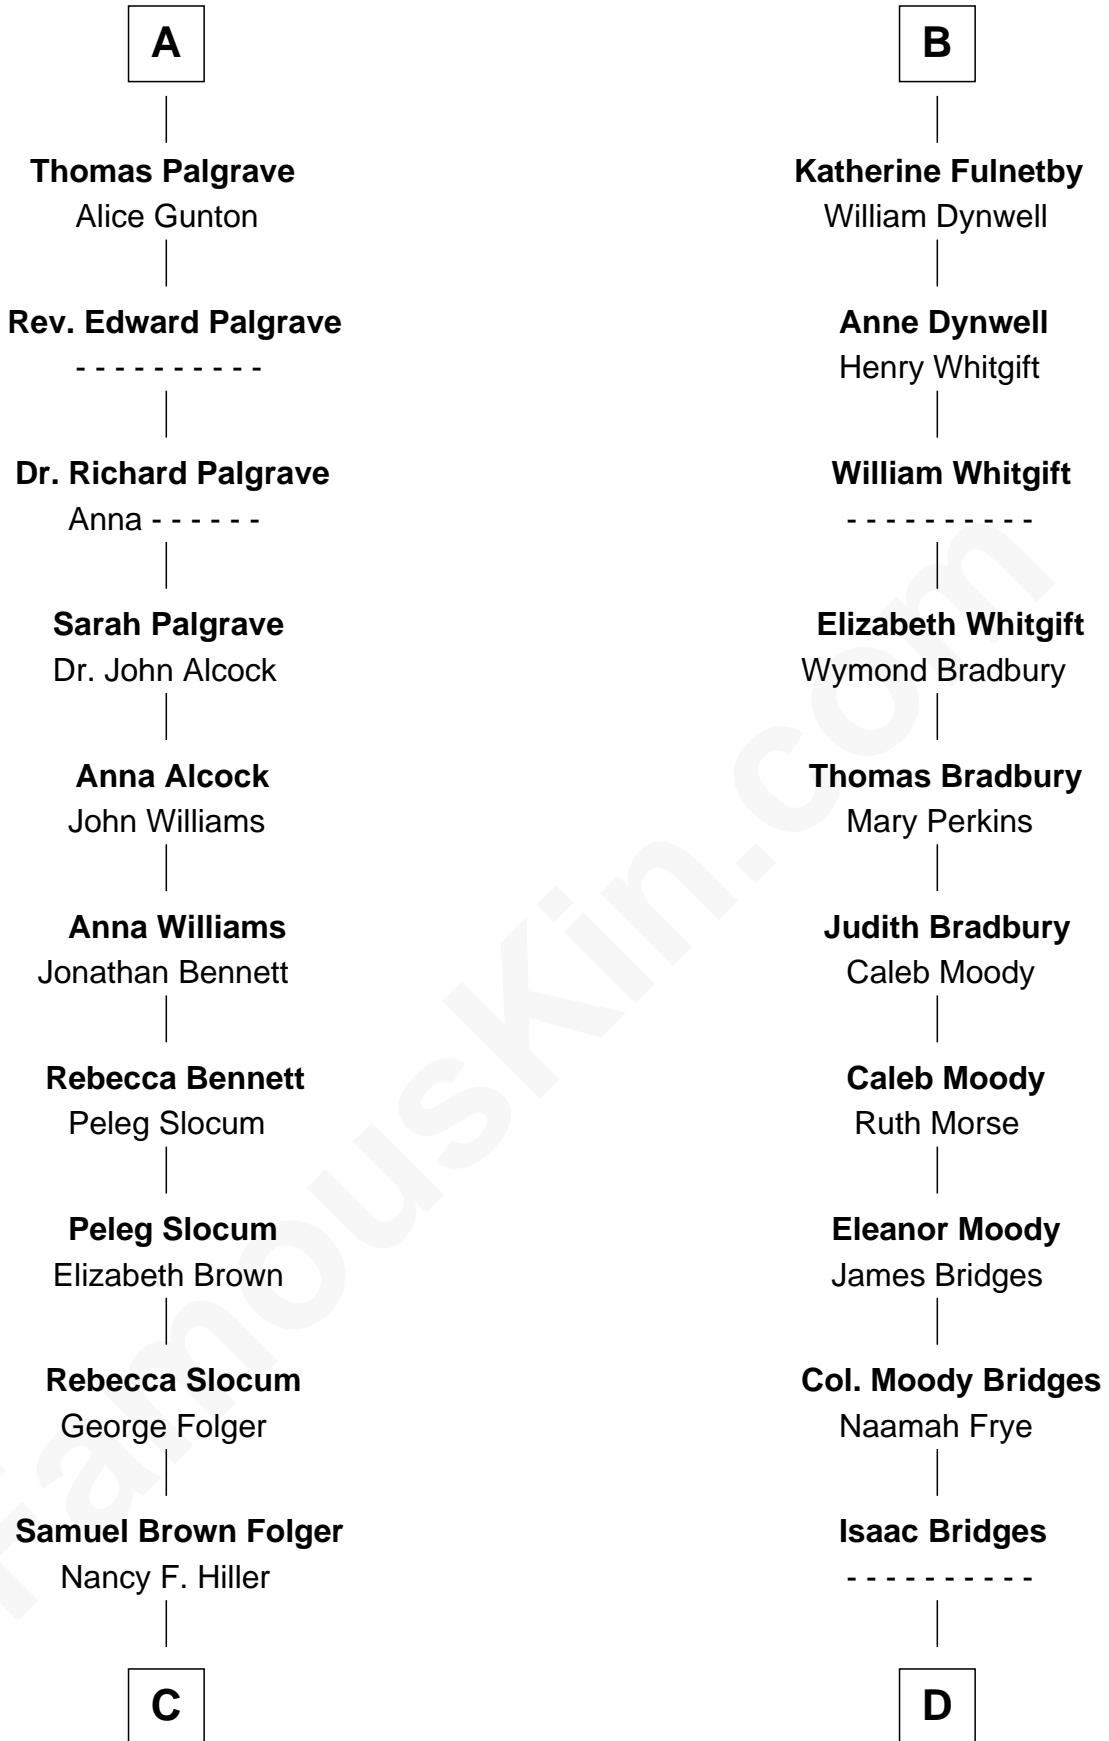 A
Thomas Palgrave
Alice Gunton
Rev. Edward Palgrave
- - - - - - - - - -
Dr. Richard Palgrave
Anna - - - - - -
Sarah Palgrave
Dr. John Alcock
Anna Alcock
John Williams
Anna Williams
Jonathan Bennett
Rebecca Bennett
Peleg Slocum
Peleg Slocum
Elizabeth Brown
Rebecca Slocum
George Folger
Samuel Brown Folger
Nancy F. Hiller
C
B
Katherine Fulnetby
William Dynwell
Anne Dynwell
Henry Whitgift
William Whitgift
- - - - - - - - - -
Elizabeth Whitgift
Wymond Bradbury
Thomas Bradbury
Mary Perkins
Judith Bradbury
Caleb Moody
Caleb Moody
Ruth Morse
Eleanor Moody
James Bridges
Col. Moody Bridges
Naamah Frye
Isaac Bridges
- - - - - - - - - -
D
FamousKin.com